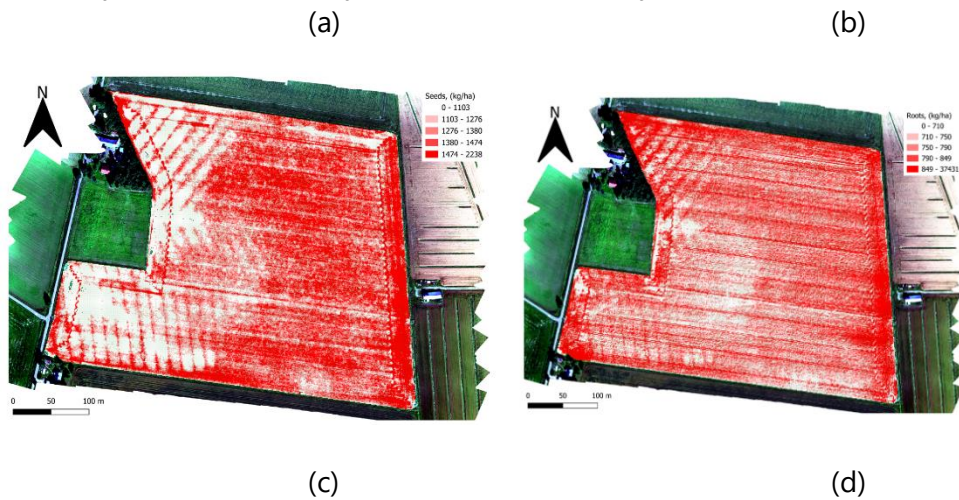 (a)
(b)
N
Seeds, (kg/ha)
0 - 1103
1103 - 1276
1276 - 1380
1380 - 1474
1474 - 2238
0 50 100 m
N
Roots, (kg/ha)
0 - 710
710 - 750
750 - 790
790 - 849
849 - 37431
0 50 100 m
(c)
(d)